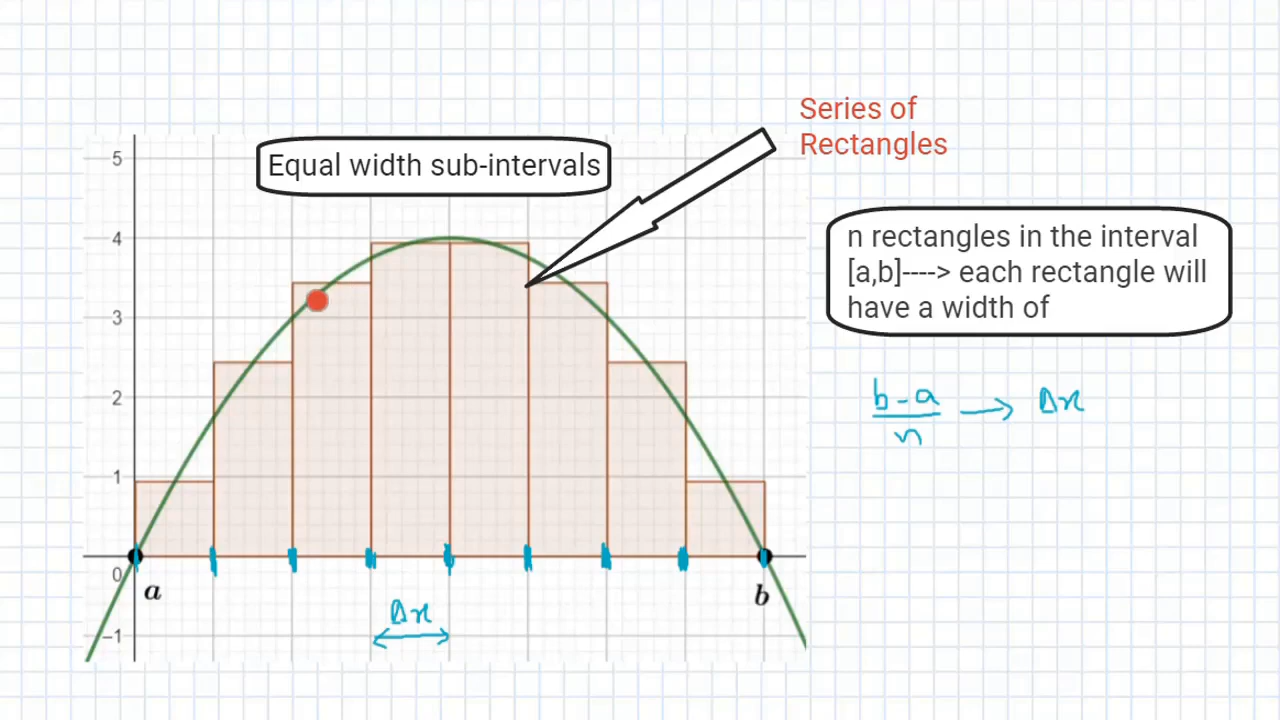 Series of
Rectangles
Equal width sub-intervals
n rectangles in the interval
[a,b]----> each rectangle will
have a width of
b-a
n
→ Δx
5
4
3
2
1
0
-1
a
b
Δx